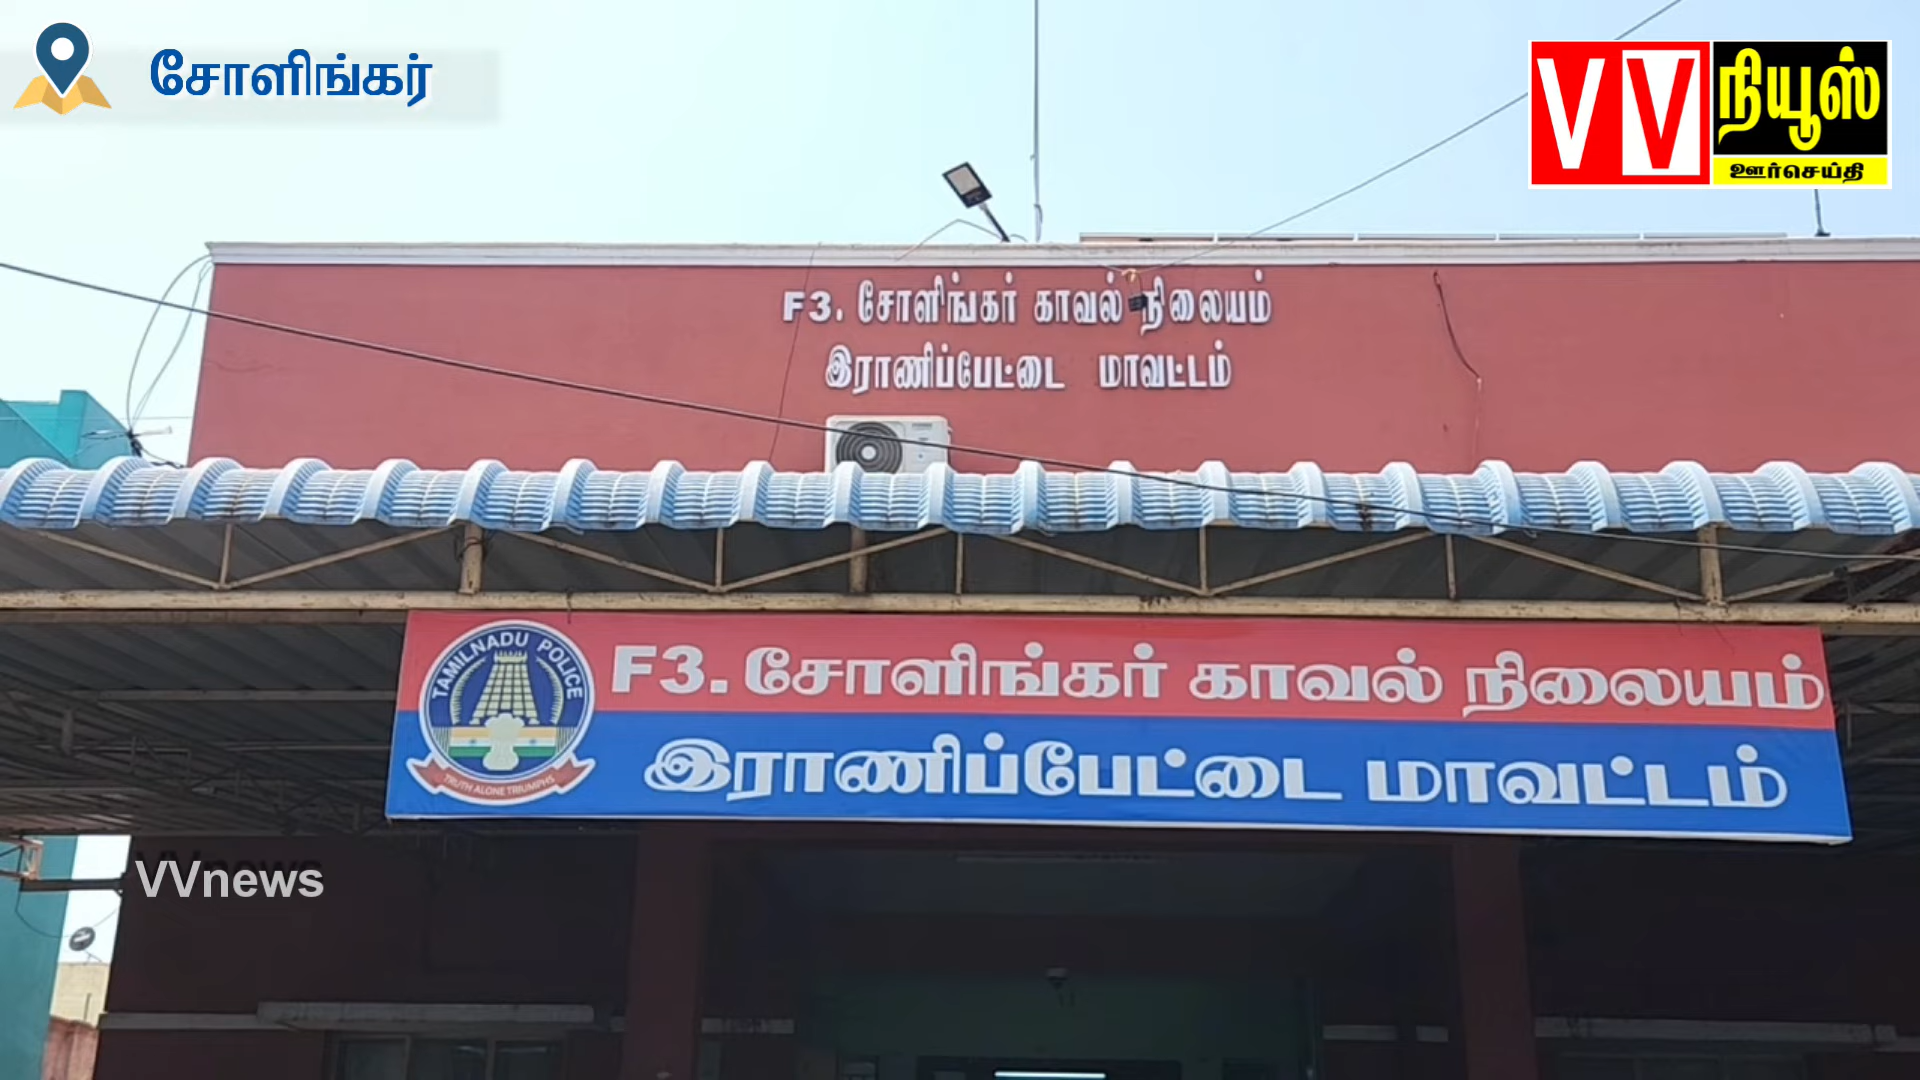 சோளிங்கர்
VV நியூஸ்
ஊர்செய்தி
F3. சோளிங்கர் காவல் நிலையம்
இராணிப்பேட்டை மாவட்டம்
TAMILNADU POLICE
TRUTH ALONE TRIUMPHS
F3. சோளிங்கர் காவல் நிலையம்
இராணிப்பேட்டை மாவட்டம்
VVnews